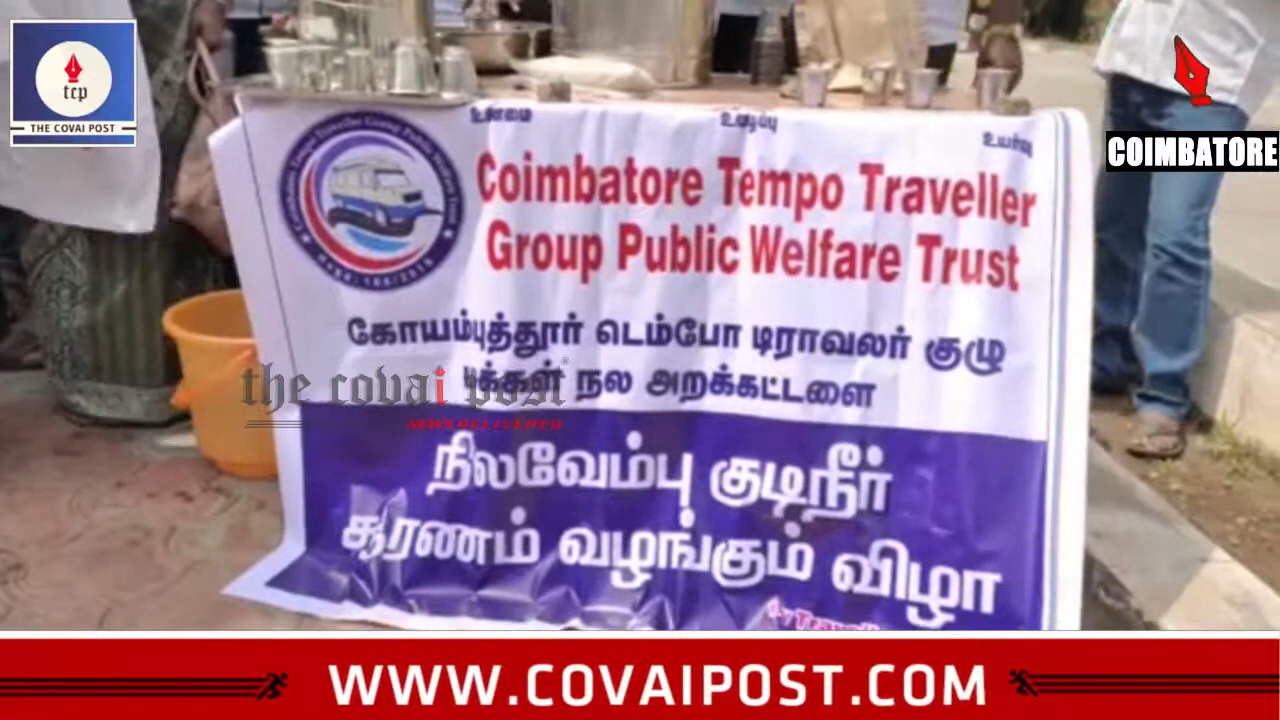 tcp
THE COVAI POST
COIMBATORE
உண்மை உழைப்பு உயர்வு
Coimbatore Tempo Traveller
Group Public Welfare Trust
கோயம்புத்தூர் டெம்போ டிராவலர் குழு
மக்கள் நல அறக்கட்டளை
the covai post
NEWS DELIVERED
நிலவேம்பு குடிநீர்
சூரணம் வழங்கும் விழா
WWW.COVAIPOST.COM